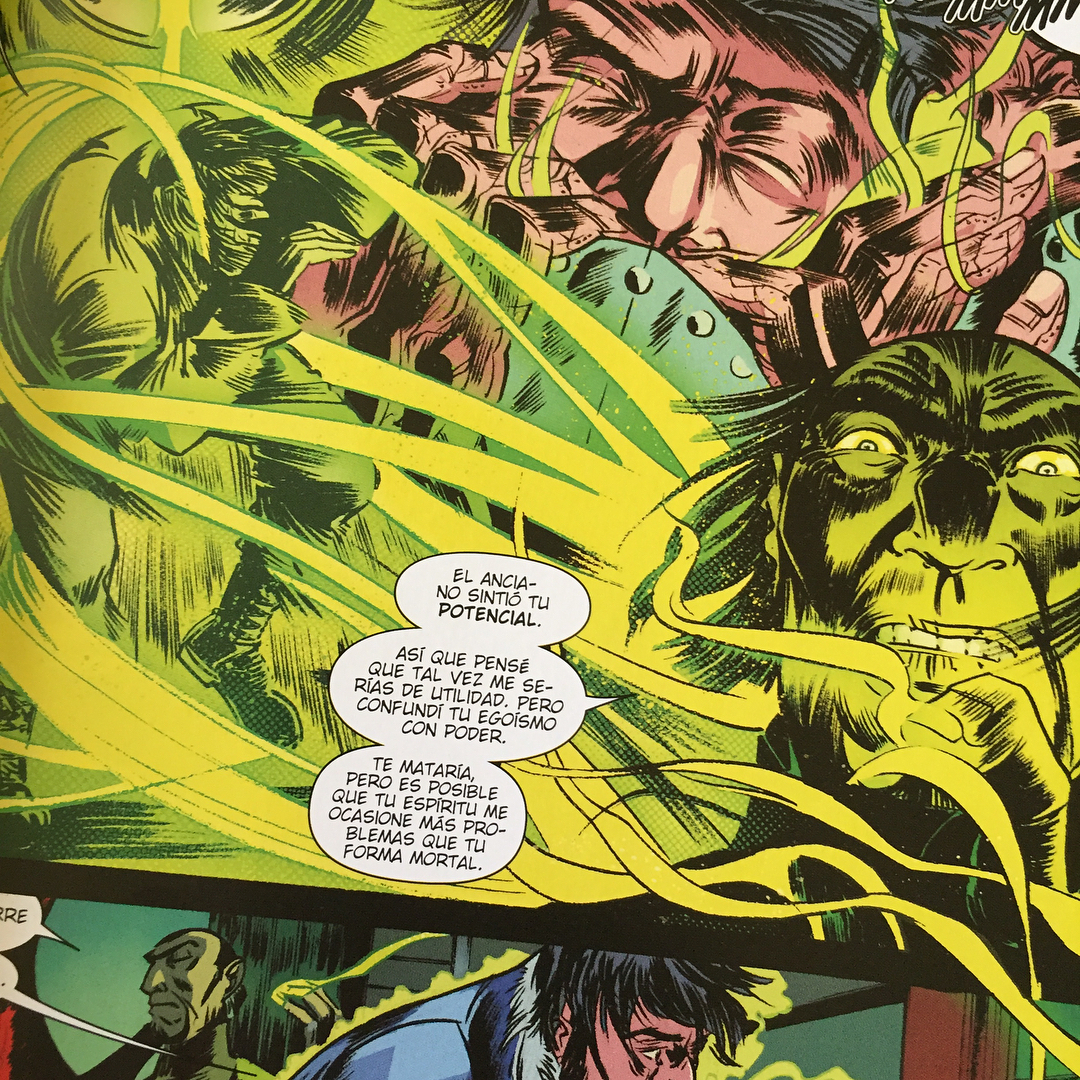 EL ANCIA-
NO SINTIÓ TU
POTENCIAL.
ASÍ QUE PENSÉ
QUE TAL VEZ ME SE-
RÍAS DE UTILIDAD. PERO
CONFUNDÍ TU EGOÍSMO
CON PODER.
TE MATARÍA,
PERO ES POSIBLE
QUE TU ESPÍRITU ME
OCASIONE MÁS PRO-
BLEMAS QUE TU
FORMA MORTAL.